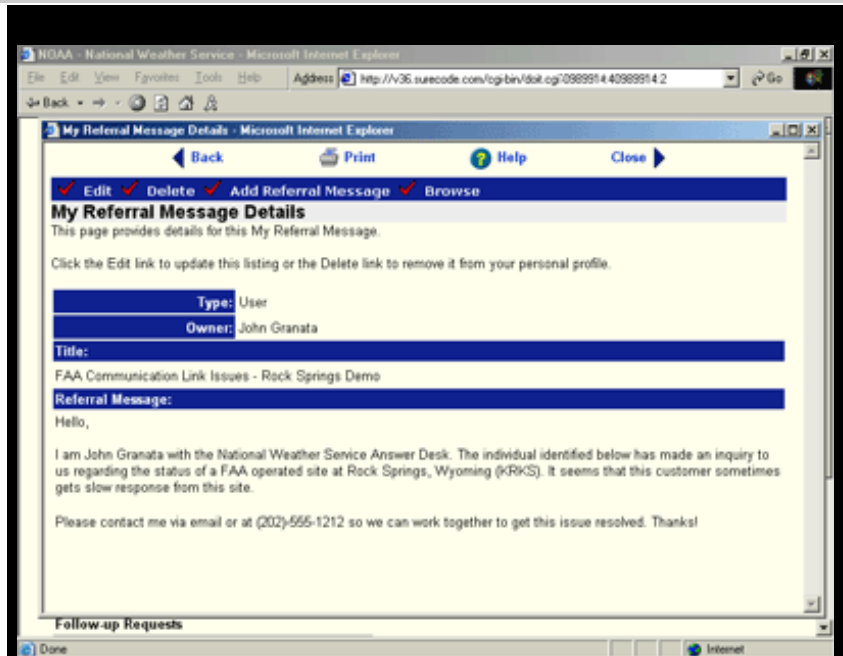 NOAA - National Weather Service - Microsoft Internet Explorer
File Edit View Favorites Tools Help Address http://v36.surecode.com/cgi-bin/doit.cgi?0989914:40989914:2 Go
Back
My Referral Message Details - Microsoft Internet Explorer
Back Print Help Close
Edit Delete Add Referral Message Browse
My Referral Message Details
This page provides details for this My Referral Message.
Click the Edit link to update this listing or the Delete link to remove it from your personal profile.
Type: User
Owner: John Granata
Title:
FAA Communication Link Issues - Rock Springs Demo
Referral Message:
Hello,
I am John Granata with the National Weather Service Answer Desk. The individual identified below has made an inquiry to
us regarding the status of a FAA operated site at Rock Springs, Wyoming (KRKS). It seems that this customer sometimes
gets slow response from this site.
Please contact me via email or at (202)-555-1212 so we can work together to get this issue resolved. Thanks!
Follow-up Requests
Done Internet